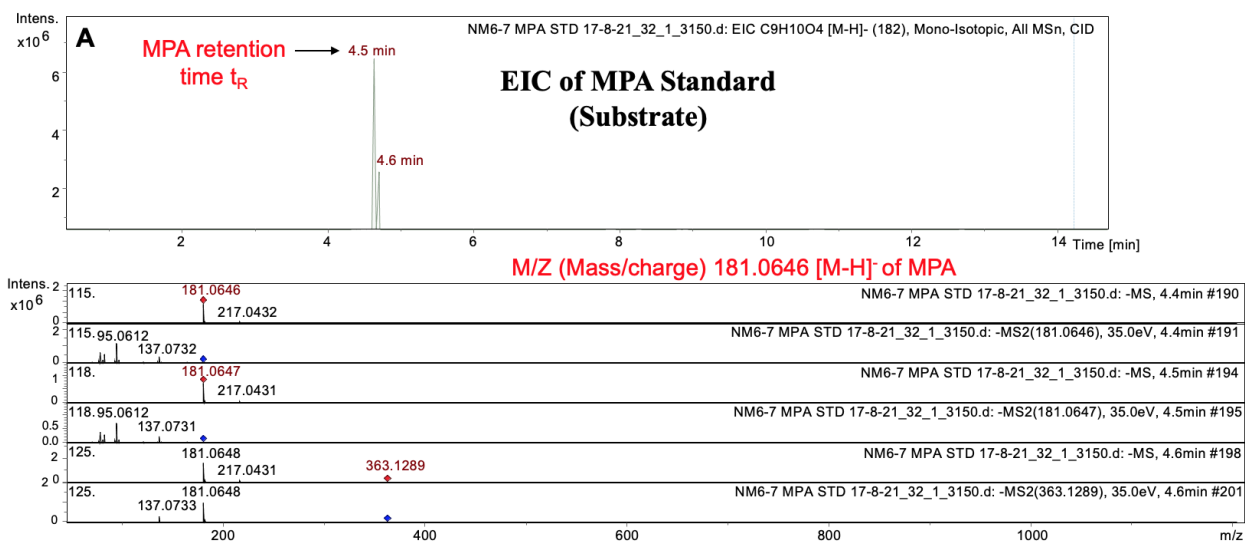 Intens.
x10⁶
A
NM6-7 MPA STD 17-8-21_32_1_3150.d: EIC C9H10O4 [M-H]- (182), Mono-Isotopic, All MSn, CID
MPA retention
time tR
4.5 min
EIC of MPA Standard
(Substrate)
6
4
4.6 min
2
2 4 6 8 10 12 14 Time [min]
M/Z (Mass/charge) 181.0646 [M-H]⁻ of MPA
Intens.
x10⁶
2
0
115.
181.0646
217.0432
NM6-7 MPA STD 17-8-21_32_1_3150.d: -MS, 4.4min #190
2
0
115.
95.0612
137.0732
NM6-7 MPA STD 17-8-21_32_1_3150.d: -MS2(181.0646), 35.0eV, 4.4min #191
1
0
118.
181.0647
217.0431
NM6-7 MPA STD 17-8-21_32_1_3150.d: -MS, 4.5min #194
0.5
0.0
118.
95.0612
137.0731
NM6-7 MPA STD 17-8-21_32_1_3150.d: -MS2(181.0647), 35.0eV, 4.5min #195
2
0
125.
181.0648
217.0431
363.1289
NM6-7 MPA STD 17-8-21_32_1_3150.d: -MS, 4.6min #198
2
0
125.
181.0648
137.0733
NM6-7 MPA STD 17-8-21_32_1_3150.d: -MS2(363.1289), 35.0eV, 4.6min #201
200 400 600 800 1000 m/z